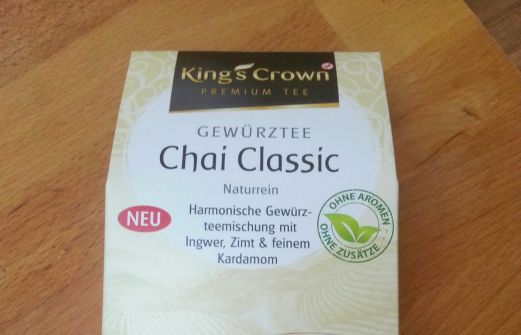 King's Crown
PREMIUM TEE
GEWÜRZTEE
Chai Classic
Naturrein
NEU
Harmonische Gewürz-
teemischung mit
Ingwer, Zimt & feinem
Kardamom
OHNE AROMEN
OHNE ZUSÄTZE